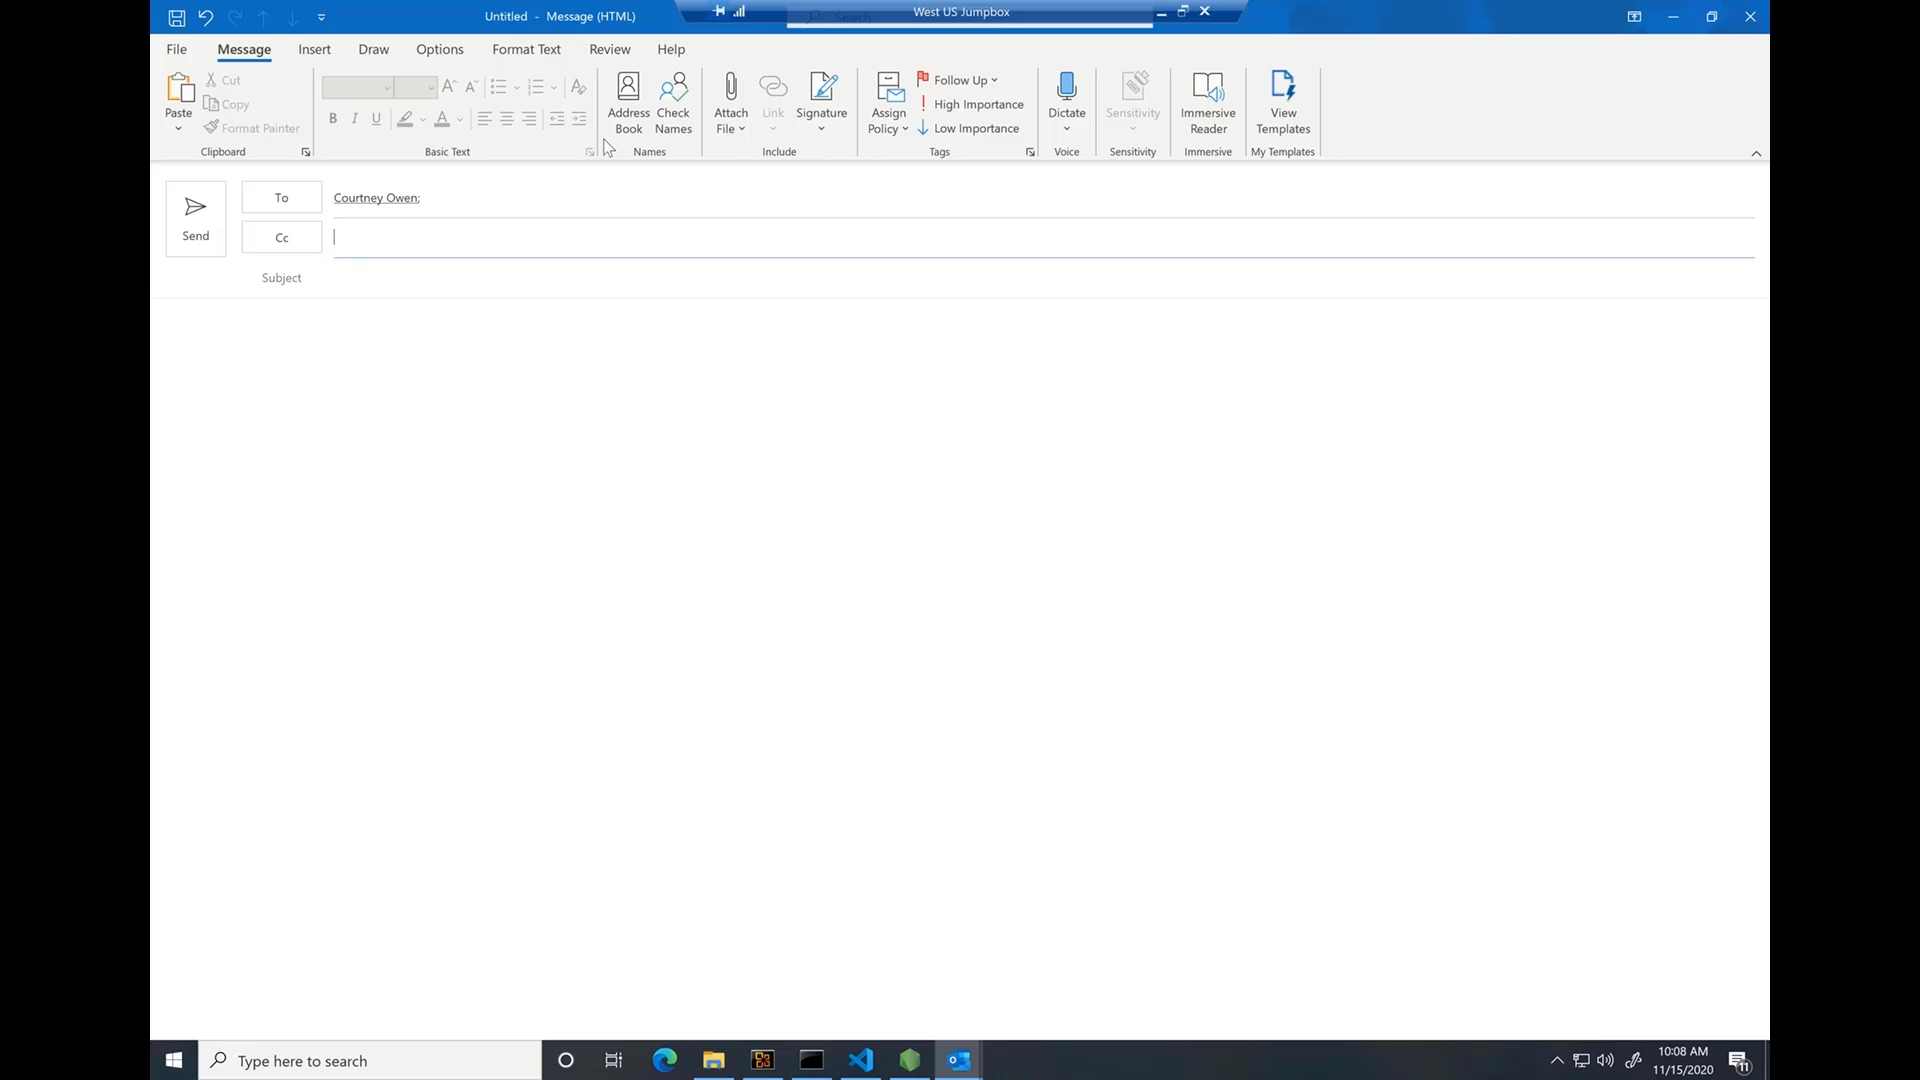 Untitled - Message (HTML)
Search
West US Jumpbox
File Message Insert Draw Options Format Text Review Help
Paste
Cut
Copy
Format Painter
Clipboard
B I U
Basic Text
Address Book
Check Names
Names
Attach File
Link
Signature
Include
Assign Policy
Follow Up
High Importance
Low Importance
Tags
Dictate
Voice
Sensitivity
Sensitivity
Immersive Reader
Immersive
View Templates
My Templates
Send
To
Courtney Owen;
Cc
Subject
Type here to search
10:08 AM
11/15/2020
11